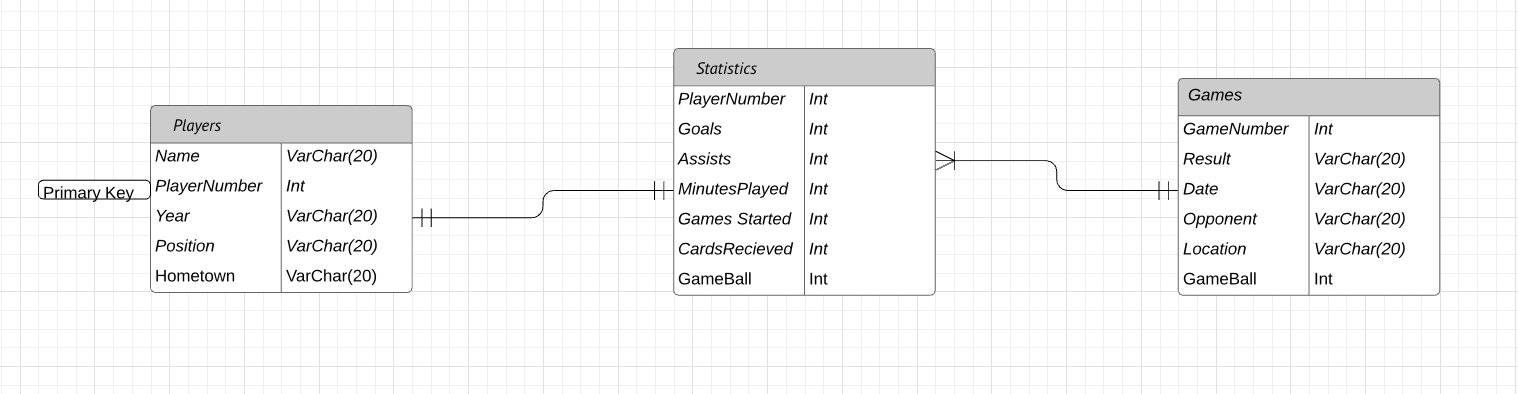 Players
Name VarChar(20)
Primary Key
PlayerNumber Int
Year VarChar(20)
Position VarChar(20)
Hometown VarChar(20)
Statistics
PlayerNumber Int
Goals Int
Assists Int
MinutesPlayed Int
Games Started Int
CardsRecieved Int
GameBall Int
Games
GameNumber Int
Result VarChar(20)
Date VarChar(20)
Opponent VarChar(20)
Location VarChar(20)
GameBall Int